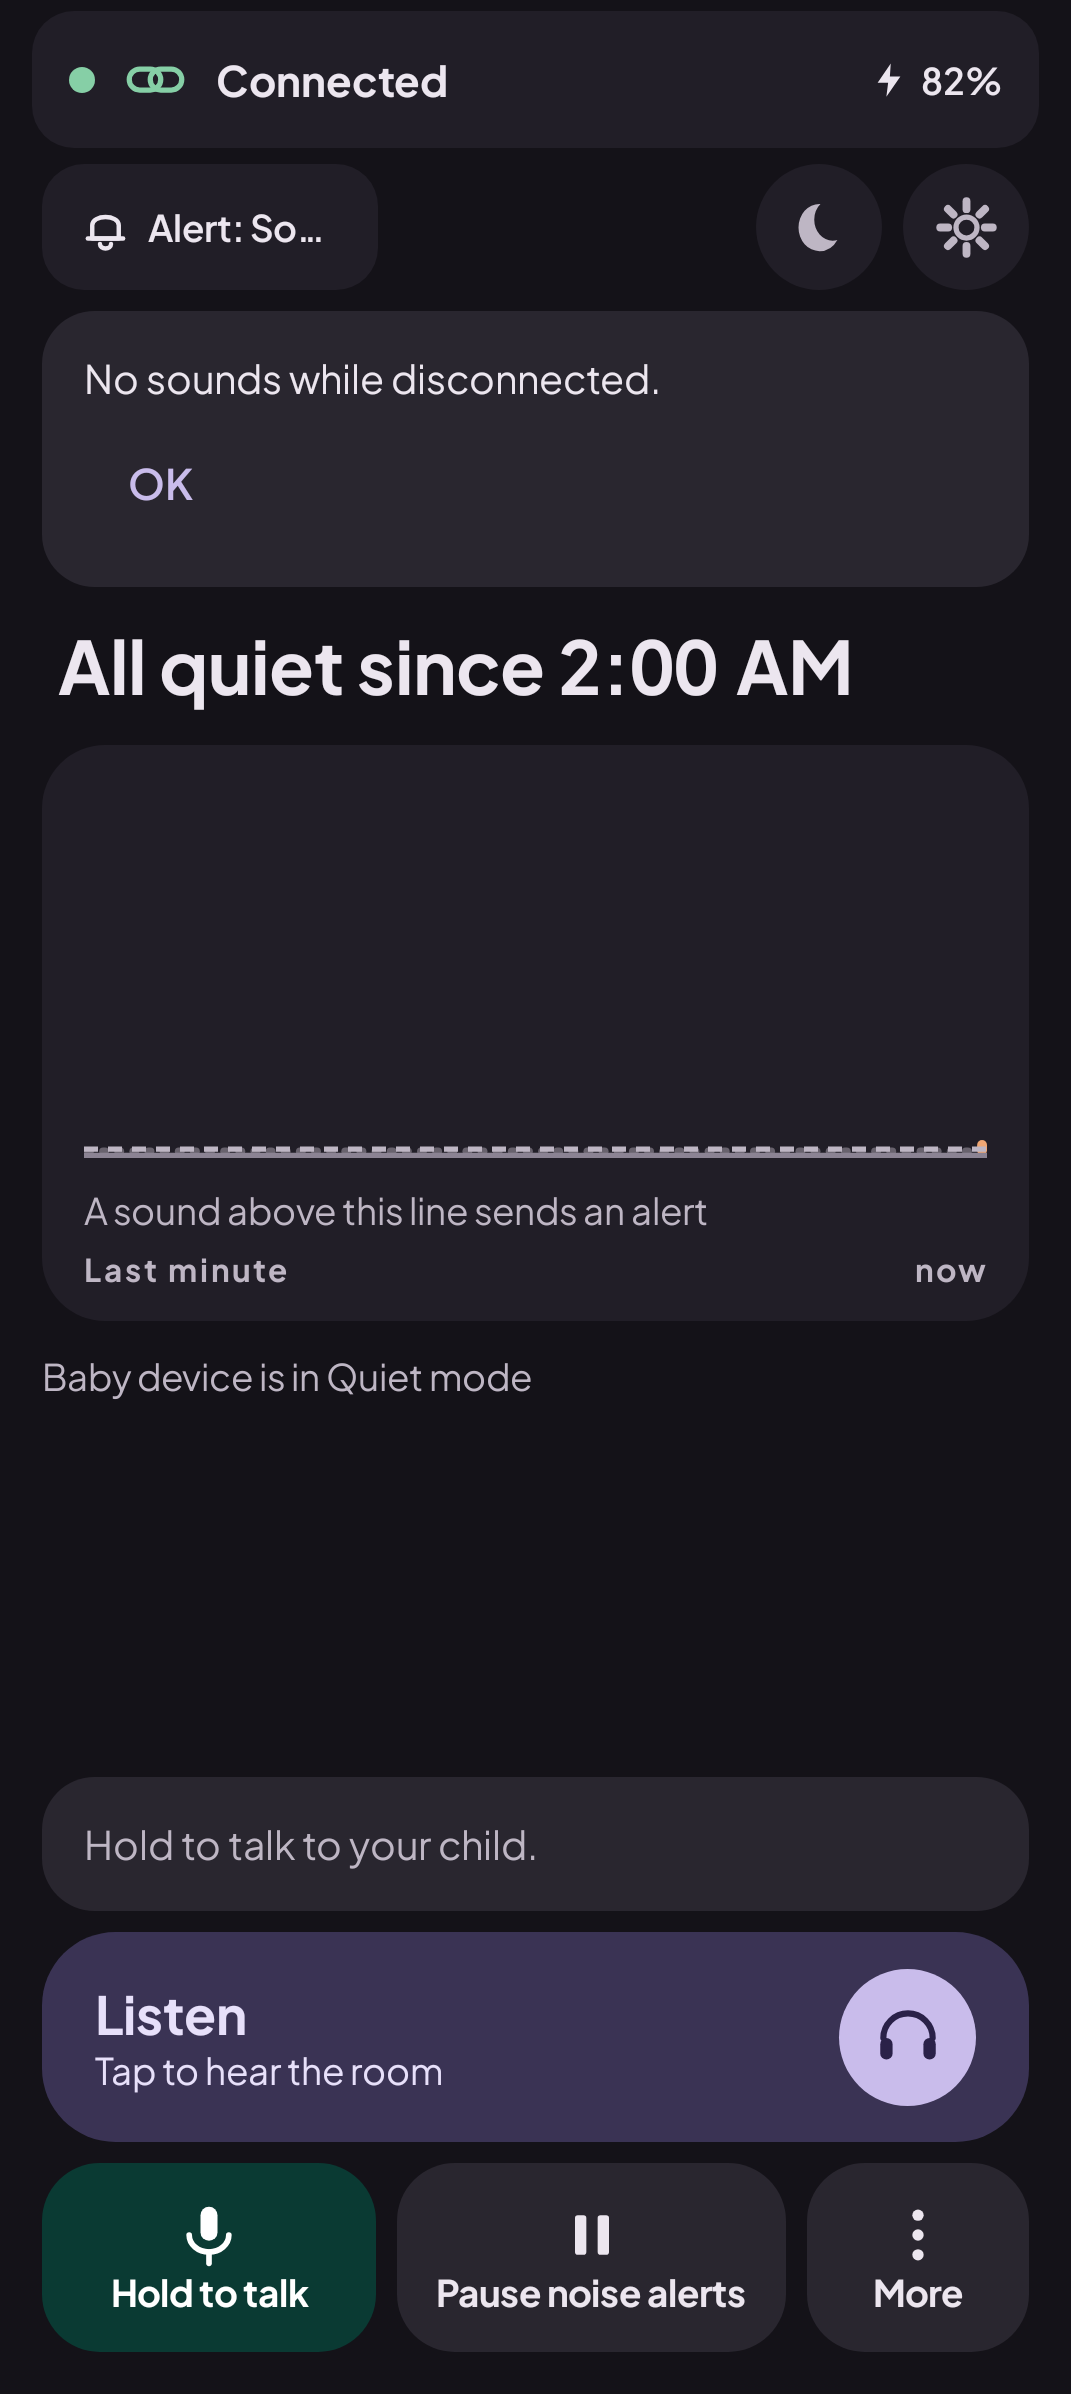 Connected
82%
Alert: So...
No sounds while disconnected.
OK
All quiet since 2:00 AM
A sound above this line sends an alert
Last minute
now
Baby device is in Quiet mode
Hold to talk to your child.
Listen
Tap to hear the room
Hold to talk
Pause noise alerts
More